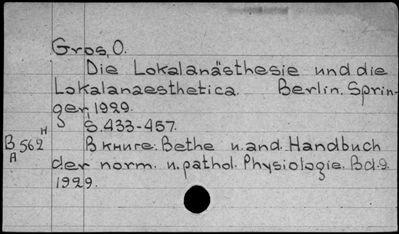 Gros, O.
Die Lokalanästhesie und die
Lokalanaesthetica. Berlin. Sprin-
ger, 1929.
S. 433-457.
H
B 562 В книге: Bethe u. and. Handbuch
A
der norm. u. pathol. Physiologie. Bd. 9.
1929.